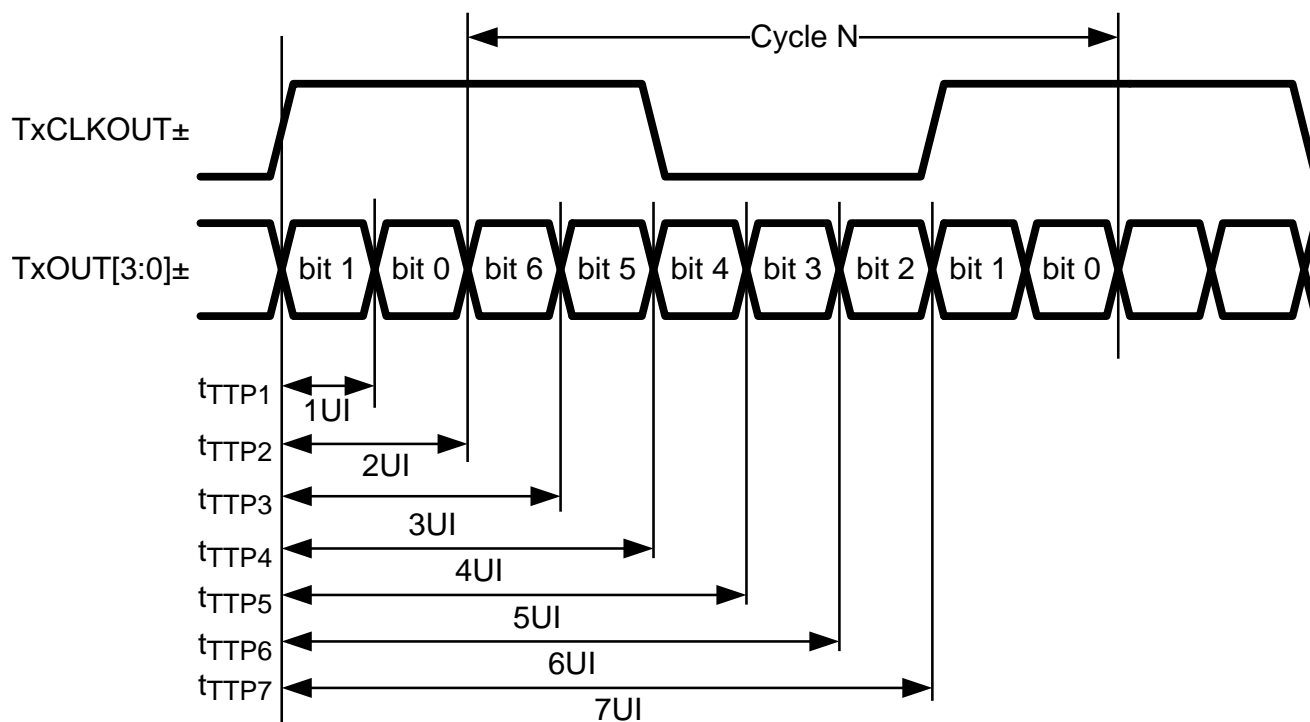 Cycle N
TxCLKOUT±
TxOUT[3:0]± bit 1 bit 0 bit 6 bit 5 bit 4 bit 3 bit 2 bit 1 bit 0
tTTP1
1UI
tTTP2
2UI
tTTP3
3UI
tTTP4
4UI
tTTP5
5UI
tTTP6
6UI
tTTP7
7UI